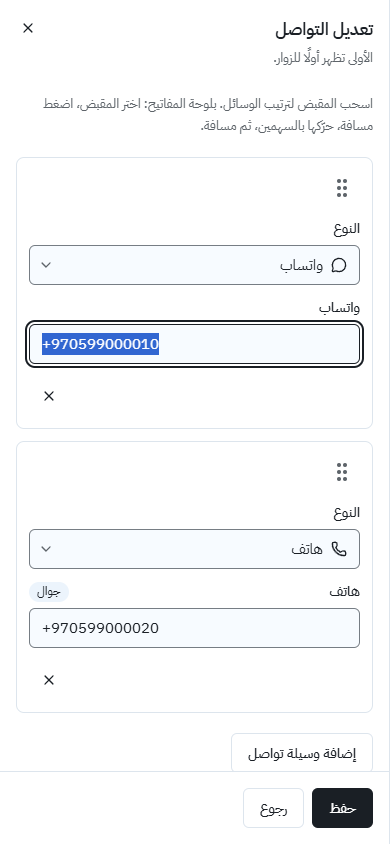 تعديل التواصل
الأولى تظهر أولًا للزوار.
اسحب المقبض لترتيب الوسائل. بلوحة المفاتيح: اختر المقبض، اضغط
مسافة، حرّكها بالسهمين، ثم مسافة.
النوع
واتساب
واتساب
+970599000010
النوع
هاتف
هاتف
جوال
+970599000020
إضافة وسيلة تواصل
حفظ
رجوع